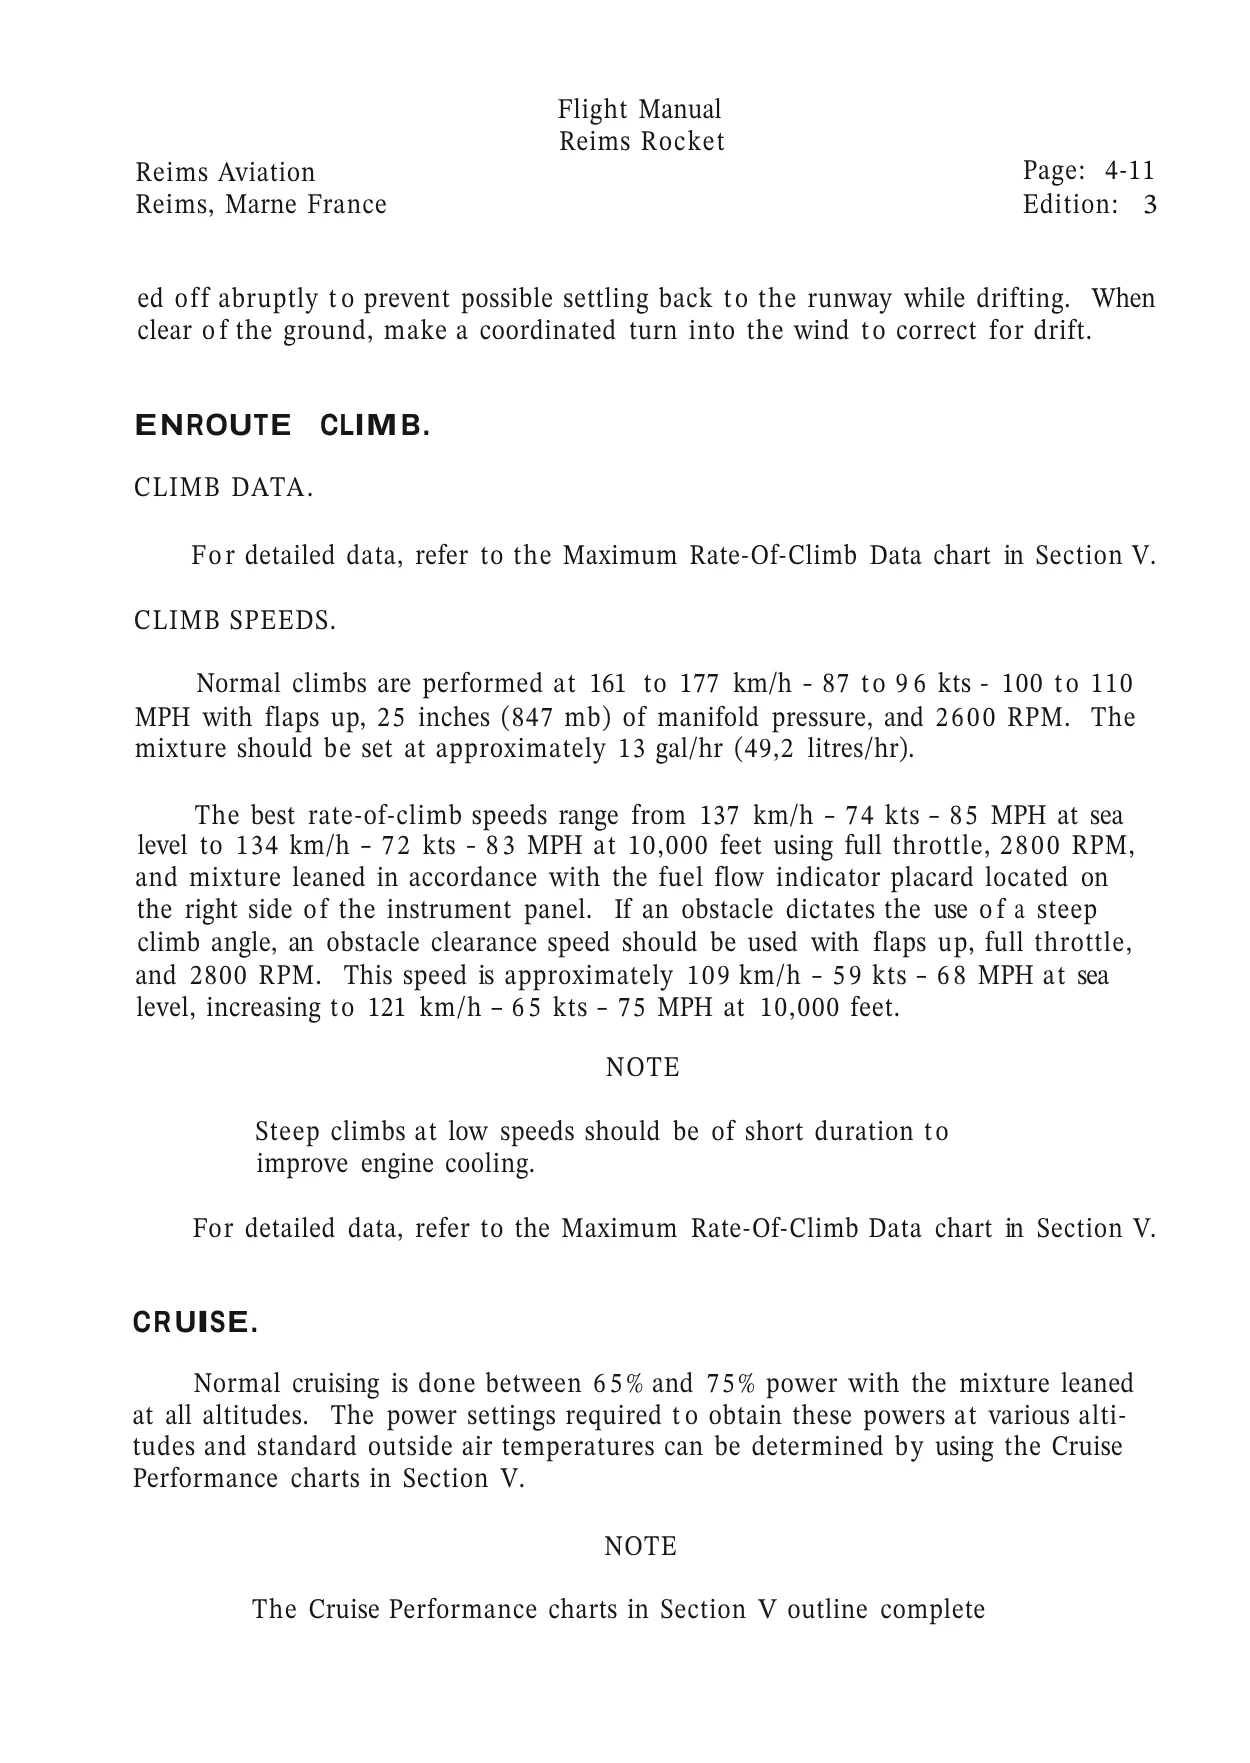 Flight Manual
Reims Rocket
Reims Aviation
Reims, Marne France
Page: 4-11
Edition: 3
ed off abruptly to prevent possible settling back to the runway while drifting. When
clear of the ground, make a coordinated turn into the wind to correct for drift.
ENROUTE CLIMB.
CLIMB DATA.
For detailed data, refer to the Maximum Rate-Of-Climb Data chart in Section V.
CLIMB SPEEDS.
Normal climbs are performed at 161 to 177 km/h - 87 to 96 kts - 100 to 110
MPH with flaps up, 25 inches (847 mb) of manifold pressure, and 2600 RPM. The
mixture should be set at approximately 13 gal/hr (49,2 litres/hr).
The best rate-of-climb speeds range from 137 km/h – 74 kts – 85 MPH at sea
level to 134 km/h – 72 kts - 83 MPH at 10,000 feet using full throttle, 2800 RPM,
and mixture leaned in accordance with the fuel flow indicator placard located on
the right side of the instrument panel. If an obstacle dictates the use of a steep
climb angle, an obstacle clearance speed should be used with flaps up, full throttle,
and 2800 RPM. This speed is approximately 109 km/h – 59 kts – 68 MPH at sea
level, increasing to 121 km/h – 65 kts – 75 MPH at 10,000 feet.
NOTE
Steep climbs at low speeds should be of short duration to
improve engine cooling.
For detailed data, refer to the Maximum Rate-Of-Climb Data chart in Section V.
CRUISE.
Normal cruising is done between 65% and 75% power with the mixture leaned
at all altitudes. The power settings required to obtain these powers at various alti-
tudes and standard outside air temperatures can be determined by using the Cruise
Performance charts in Section V.
NOTE
The Cruise Performance charts in Section V outline complete